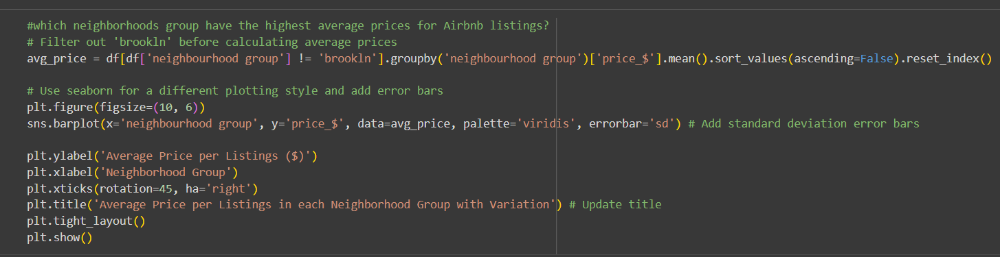 #which neighborhoods group have the highest average prices for Airbnb listings?
# Filter out 'brookln' before calculating average prices
avg_price = df[df['neighbourhood group'] != 'brookln'].groupby('neighbourhood group')['price_$'].mean().sort_values(ascending=False).reset_index()
# Use seaborn for a different plotting style and add error bars
plt.figure(figsize=(10, 6))
sns.barplot(x='neighbourhood group', y='price_$', data=avg_price, palette='viridis', errorbar='sd') # Add standard deviation error bars
plt.ylabel('Average Price per Listings ($)')
plt.xlabel('Neighborhood Group')
plt.xticks(rotation=45, ha='right')
plt.title('Average Price per Listings in each Neighborhood Group with Variation') # Update title
plt.tight_layout()
plt.show()